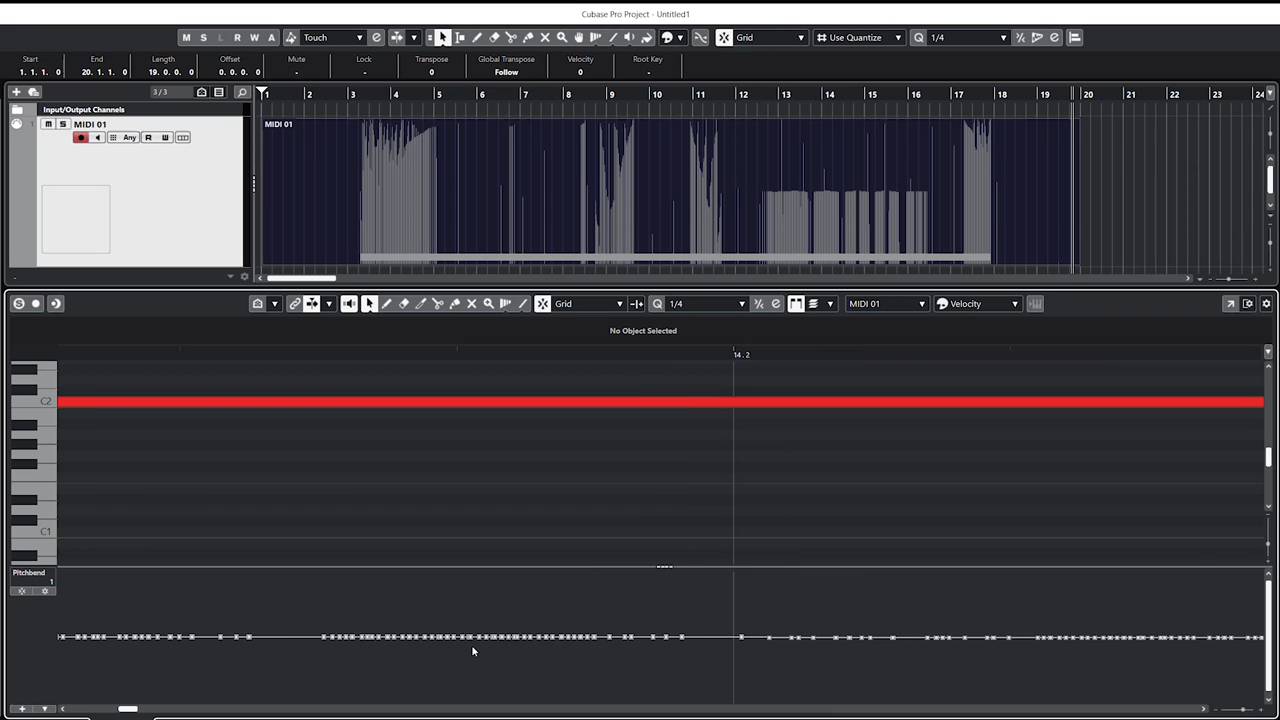 Cubase Pro Project - Untitled1
M S L R W A Touch e Grid Use Quantize Q 1/4 e
Start End Length Offset Mute Lock Transpose Global Transpose Velocity Root Key
1. 1. 1. 0 20. 1. 1. 0 19. 0. 0. 0 0. 0. 0. 0 - - 0 Follow 0 -
3/3 1 2 3 4 5 6 7 8 9 10 11 12 13 14 15 16 17 18 19 20 21 22 23 24
Input/Output Channels
1 m S MIDI 01 MIDI 01
Any R W
S Grid Q 1/4 e MIDI 01 Velocity
No Object Selected
14. 2
C2
C1
Pitchbend
1